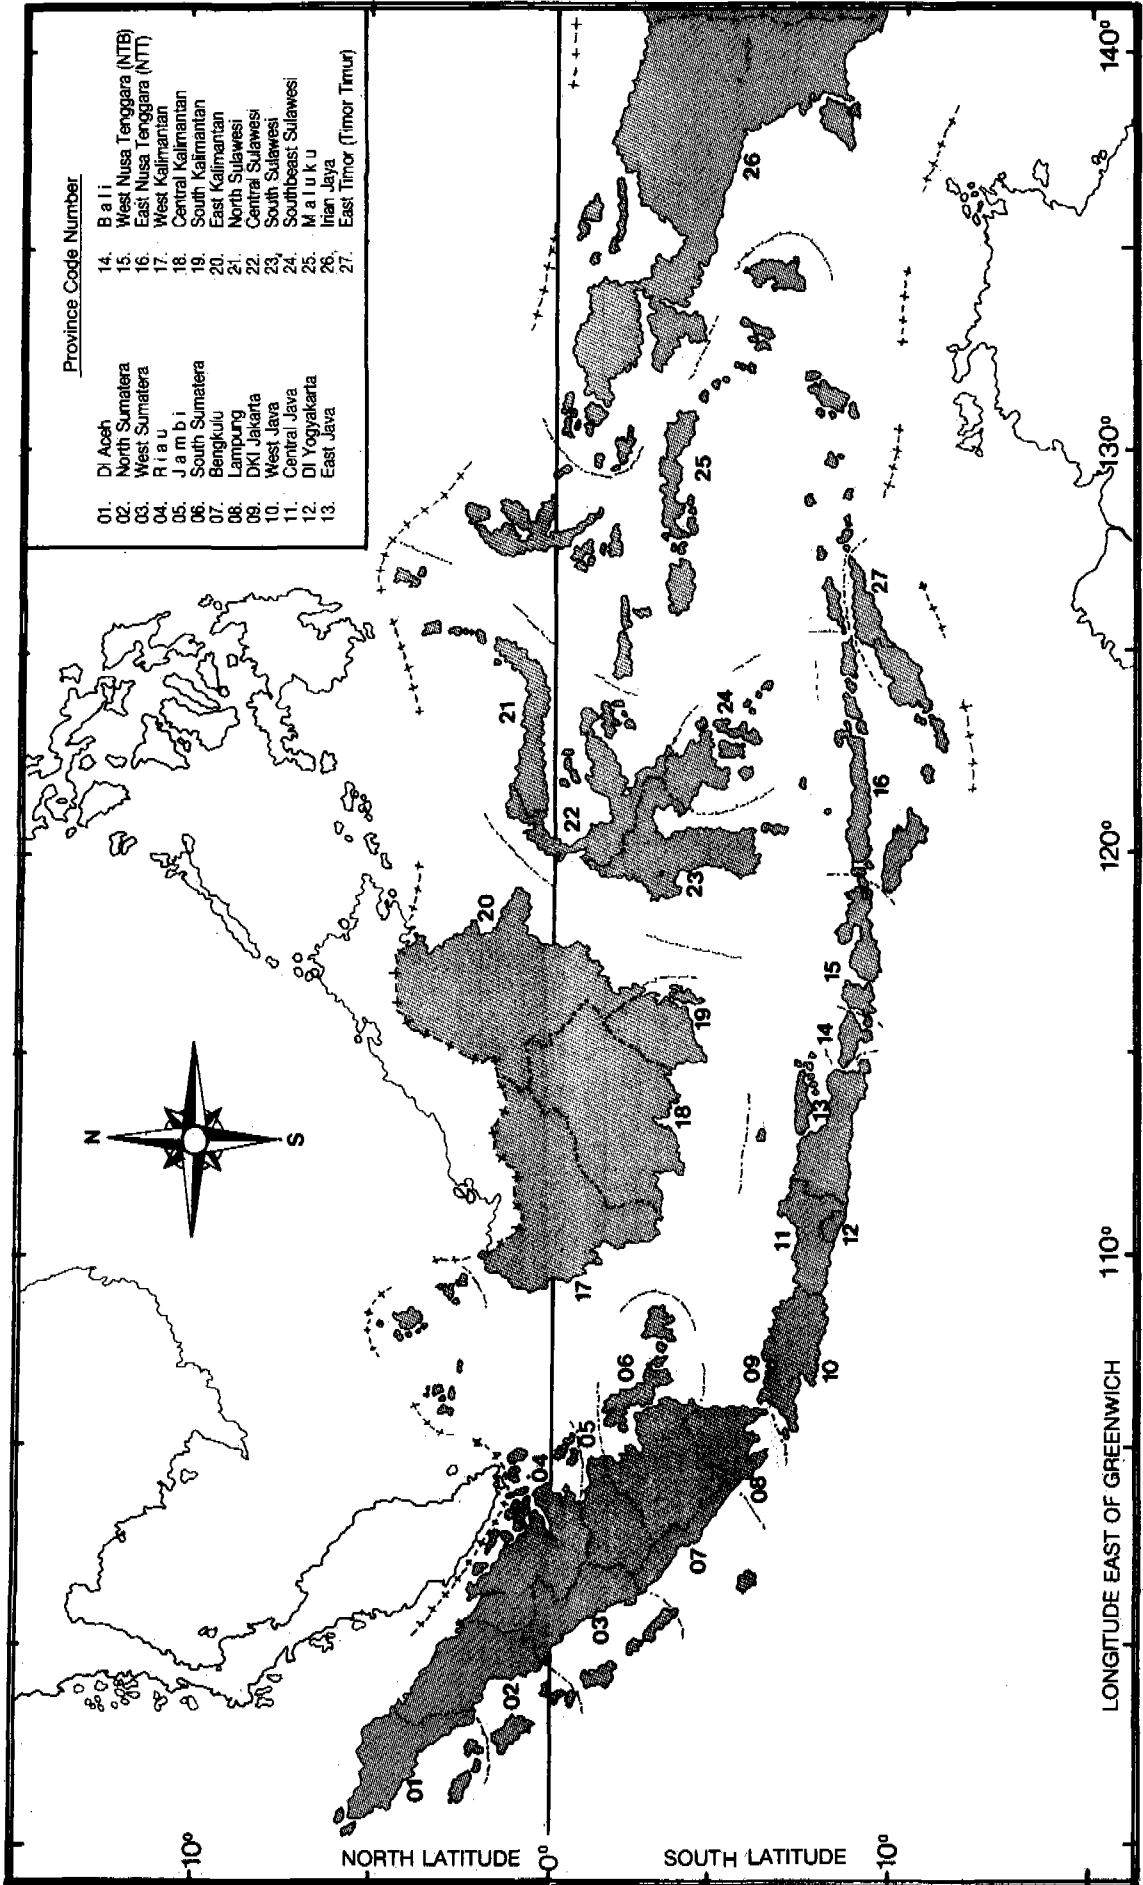 Province Code Number
01. DI Aceh
02. North Sumatera
03. West Sumatera
04. R i a u
05. J a m b i
06. South Sumatera
07. Bengkulu
08. Lampung
09. DKI Jakarta
10. West Java
11. Central Java
12. DI Yogyakarta
13. East Java
14. B a l i
15. West Nusa Tenggara (NTB)
16. East Nusa Tenggara (NTT)
17. West Kalimantan
18. Central Kalimantan
19. South Kalimantan
20. East Kalimantan
21. North Sulawesi
22. Central Sulawesi
23. South Sulawesi
24. Southbeast Sulawesi
25. M a l u k u
26. Irian Jaya
27. East Timor (Timor Timur)
N
S
10°
NORTH LATITUDE
0°
SOUTH LATITUDE
10°
01
02
03
04
05
06
07
08
09
10
11
12
13
14
15
16
17
18
19
20
21
22
23
24
25
26
27
LONGITUDE EAST OF GREENWICH
110°
120°
130°
140°